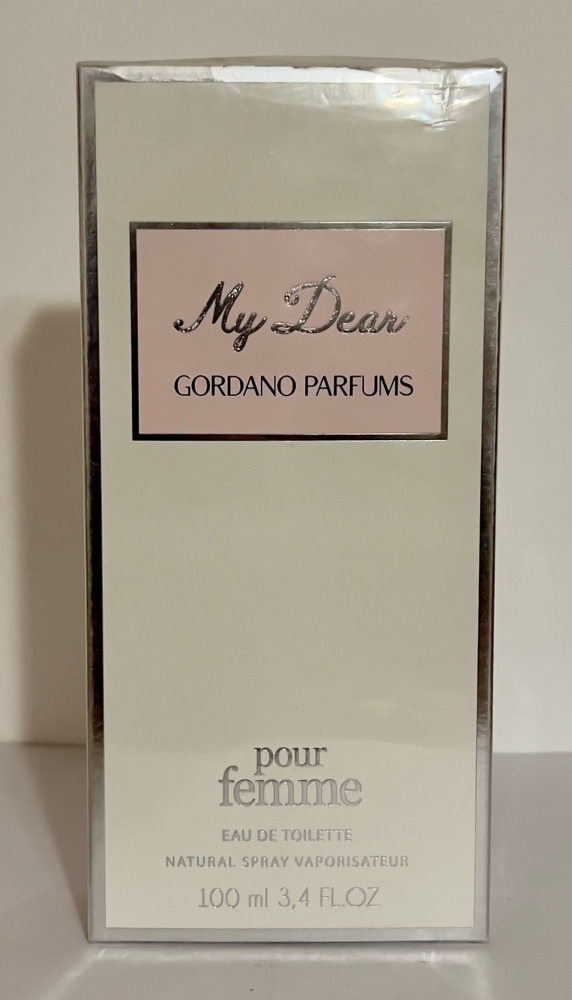 My Dear
GORDANO PARFUMS
pour
femme
EAU DE TOILETTE
NATURAL SPRAY VAPORISATEUR
100 ml 3,4 FL.OZ